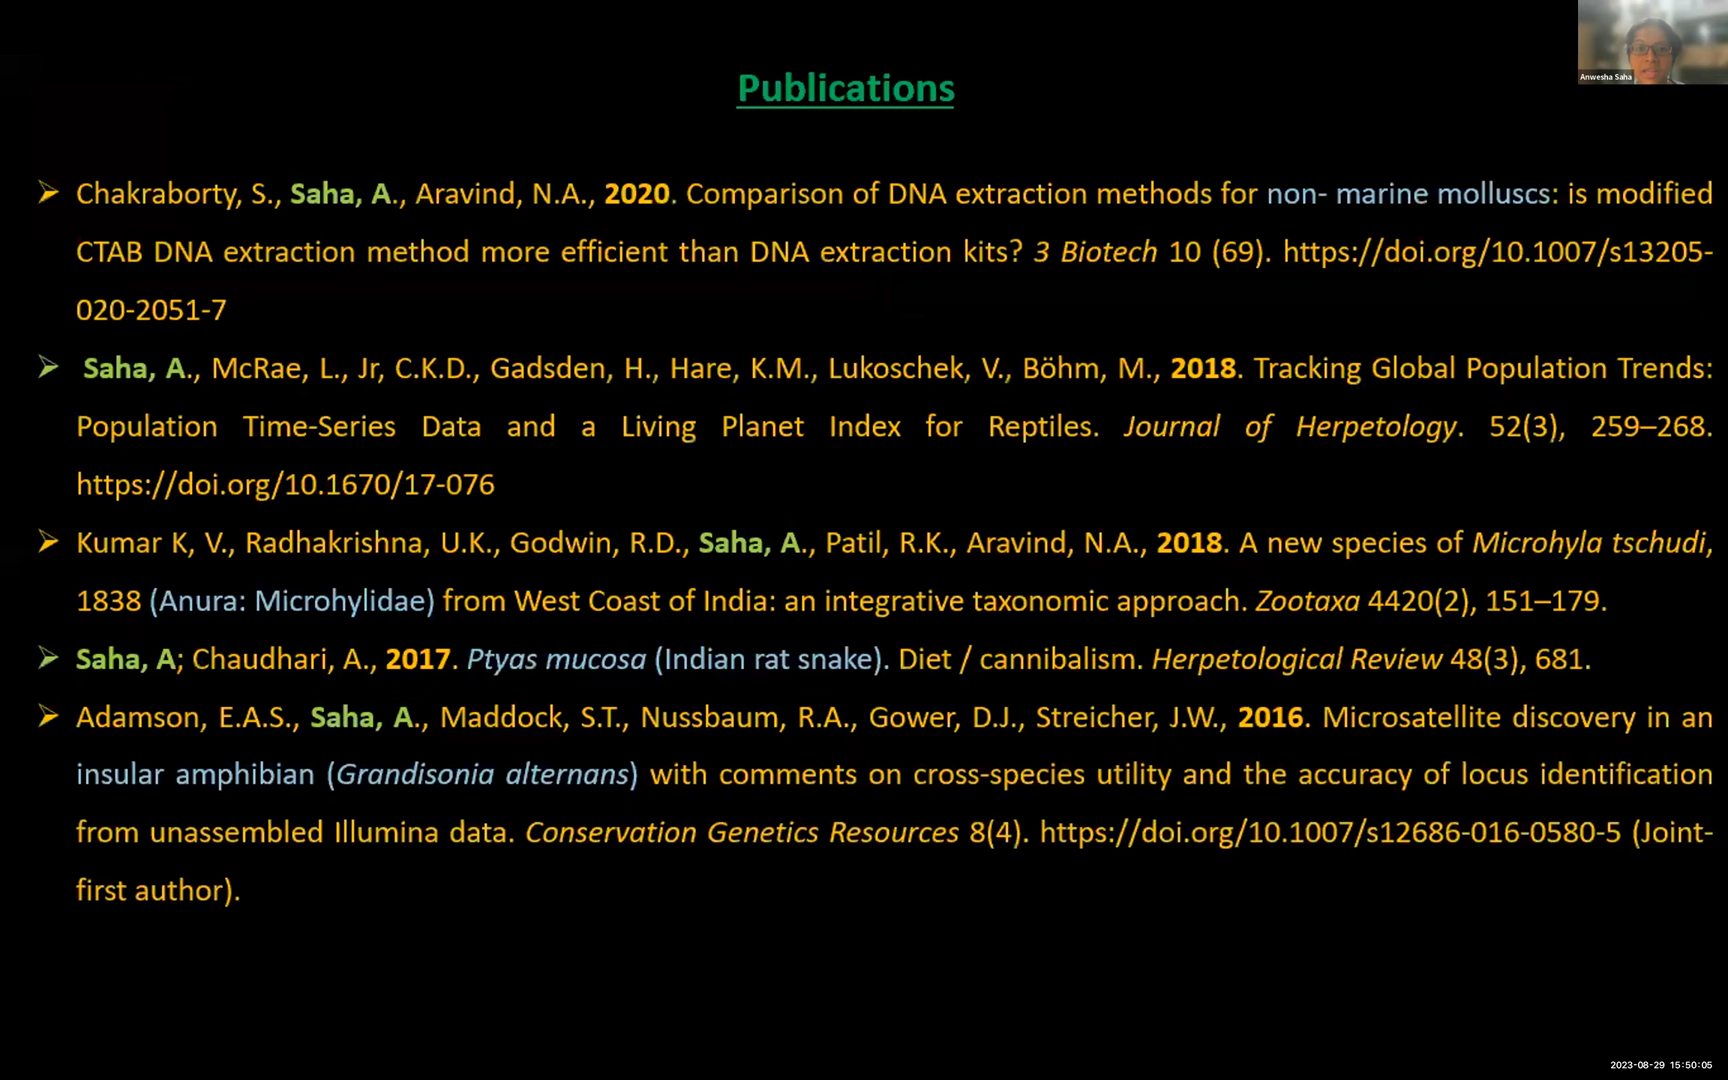 Anwesha Saha
Publications
➢ Chakraborty, S., Saha, A., Aravind, N.A., 2020. Comparison of DNA extraction methods for non- marine molluscs: is modified
CTAB DNA extraction method more efficient than DNA extraction kits? 3 Biotech 10 (69). https://doi.org/10.1007/s13205-
020-2051-7
➢ Saha, A., McRae, L., Jr, C.K.D., Gadsden, H., Hare, K.M., Lukoschek, V., Böhm, M., 2018. Tracking Global Population Trends:
Population Time-Series Data and a Living Planet Index for Reptiles. Journal of Herpetology. 52(3), 259–268.
https://doi.org/10.1670/17-076
➢ Kumar K, V., Radhakrishna, U.K., Godwin, R.D., Saha, A., Patil, R.K., Aravind, N.A., 2018. A new species of Microhyla tschudi,
1838 (Anura: Microhylidae) from West Coast of India: an integrative taxonomic approach. Zootaxa 4420(2), 151–179.
➢ Saha, A; Chaudhari, A., 2017. Ptyas mucosa (Indian rat snake). Diet / cannibalism. Herpetological Review 48(3), 681.
➢ Adamson, E.A.S., Saha, A., Maddock, S.T., Nussbaum, R.A., Gower, D.J., Streicher, J.W., 2016. Microsatellite discovery in an
insular amphibian (Grandisonia alternans) with comments on cross-species utility and the accuracy of locus identification
from unassembled Illumina data. Conservation Genetics Resources 8(4). https://doi.org/10.1007/s12686-016-0580-5 (Joint-
first author).
2023-08-29 15:50:05